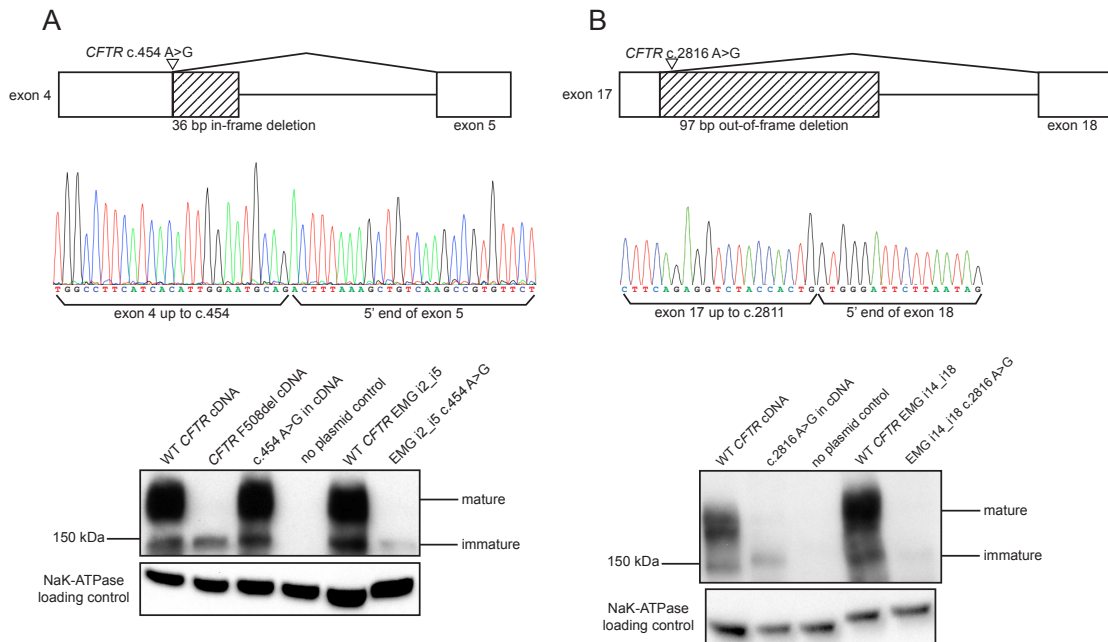 A
CFTR c.454 A>G
exon 4
36 bp in-frame deletion
exon 5
TGGCCTTCATCACATTGGAATGCAGACTTTAAAGCTGTCAAGCCGTGTTCT
exon 4 up to c.454
5' end of exon 5
WT CFTR cDNA
CFTR F508del cDNA
c.454 A>G in cDNA
no plasmid control
WT CFTR EMG i2_i5
EMG i2_i5 c.454 A>G
mature
150 kDa
immature
NaK-ATPase
loading control
B
CFTR c.2816 A>G
exon 17
97 bp out-of-frame deletion
exon 18
CTTCAGAGGTCTACCACTGGTGGGATTCTTAATAG
exon 17 up to c.2811
5' end of exon 18
WT CFTR cDNA
c.2816 A>G in cDNA
no plasmid control
WT CFTR EMG i14_i18
EMG i14_i18 c.2816 A>G
mature
150 kDa
immature
NaK-ATPase
loading control